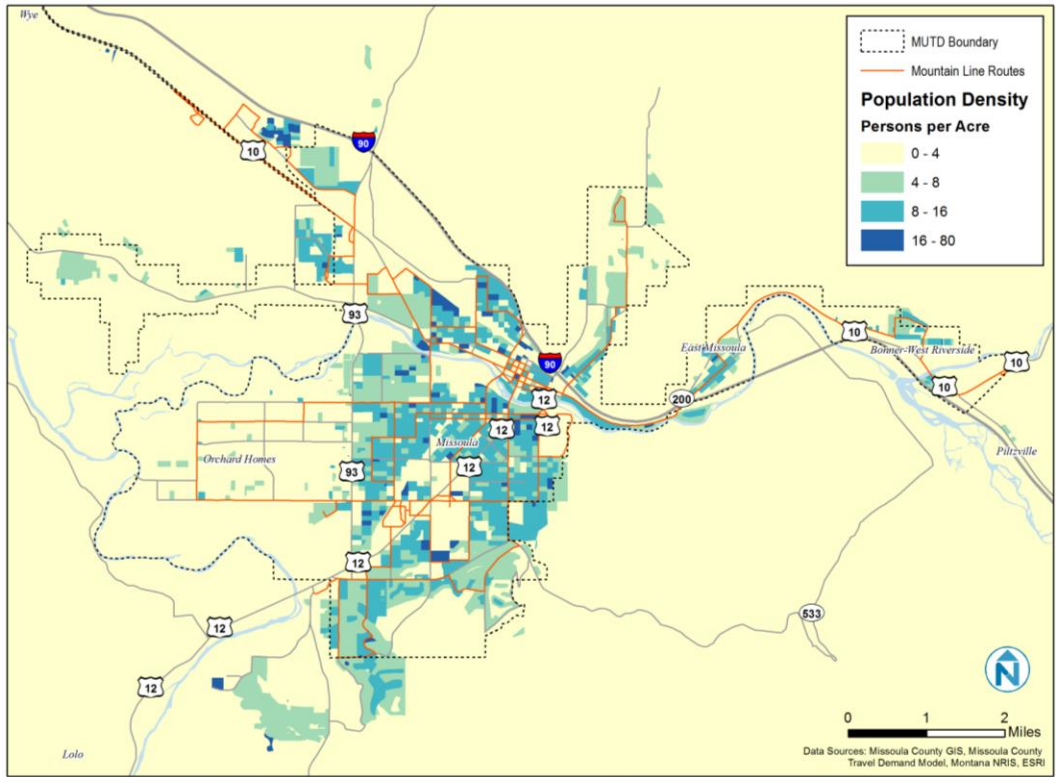 Wye
MUTD Boundary
Mountain Line Routes
Population Density
Persons per Acre
0 - 4
4 - 8
8 - 16
16 - 80
90
10
93
10
East Missoula
Bonner-West Riverside
90
10
12
200
10
12
12
Missoula
Orchard Homes
93
12
Piltzville
12
533
12
12
N
0 1 2
Miles
Lolo
Data Sources: Missoula County GIS, Missoula County
Travel Demand Model, Montana NRIS, ESRI